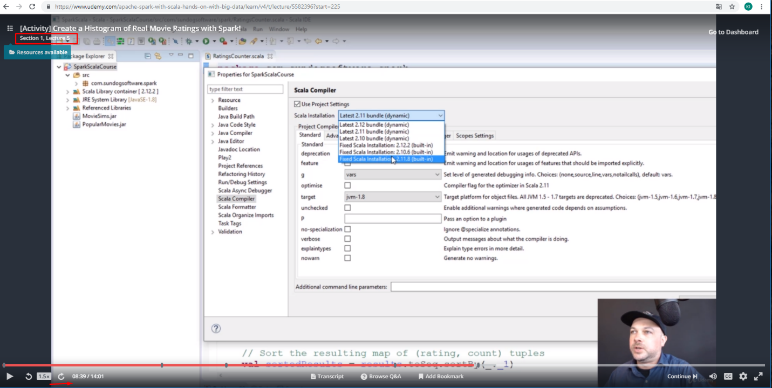 https://www.udemy.com/apache-spark-with-scala-hands-on-with-big-data/learn/v4/t/lecture/5582396?start=225
[Activity] Create a Histogram of Real Movie Ratings with Spark!
Section 1, Lecture 5
Go to Dashboard
Run Window Help
Resources available
Package Explorer
RatingsCounter.scala
SparkScalaCourse
src
com.sundogsoftware.spark
Scala Library container [ 2.12.2 ]
JRE System Library [JavaSE-1.8]
Referenced Libraries
MovieSims.jar
PopularMovies.jar
Properties for SparkScalaCourse
type filter text
Resource
Builders
Java Build Path
Java Code Style
Java Compiler
Java Editor
Javadoc Location
Play2
Project References
Refactoring History
Run/Debug Settings
Scala Async Debugger
Scala Compiler
Scala Formatter
Scala Organize Imports
Task Tags
Validation
Scala Compiler
Use Project Settings
Scala Installation: Latest 2.11 bundle (dynamic)
Latest 2.12 bundle (dynamic)
Latest 2.11 bundle (dynamic)
Latest 2.10 bundle (dynamic)
Fixed Scala Installation: 2.12.2 (built-in)
Fixed Scala Installation: 2.10.6 (built-in)
Fixed Scala Installation: 2.11.8 (built-in)
Project Compiler
Standard Adva
Scopes Settings
Standard
deprecation Emit warning and location for usages of deprecated APIs.
feature Emit warning and location for usages of features that should be imported explicitly.
g vars Set level of generated debugging info. Choices: (none,source,line,vars,notailcalls), default: vars.
optimise Compiler flag for the optimizer in Scala 2.11
target jvm-1.8 Target platform for object files. All JVM 1.5 - 1.7 targets are deprecated. Choices: (jvm-1.5,jvm-1.6,jvm-1.7,jvm-1.8
unchecked Enable additional warnings where generated code depends on assumptions.
P Pass an option to a plugin
no-specialization Ignore @specialize annotations.
verbose Output messages about what the compiler is doing.
explaintypes Explain type errors in more detail.
nowarn Generate no warnings.
Additional command line parameters:
// Sort the resulting map of (rating, count) tuples
val sortedResults = results.toSeq.sortBy(_._1)
1.5x
08:39 / 14:01
Transcript
Browse Q&A
Add Bookmark
Continue